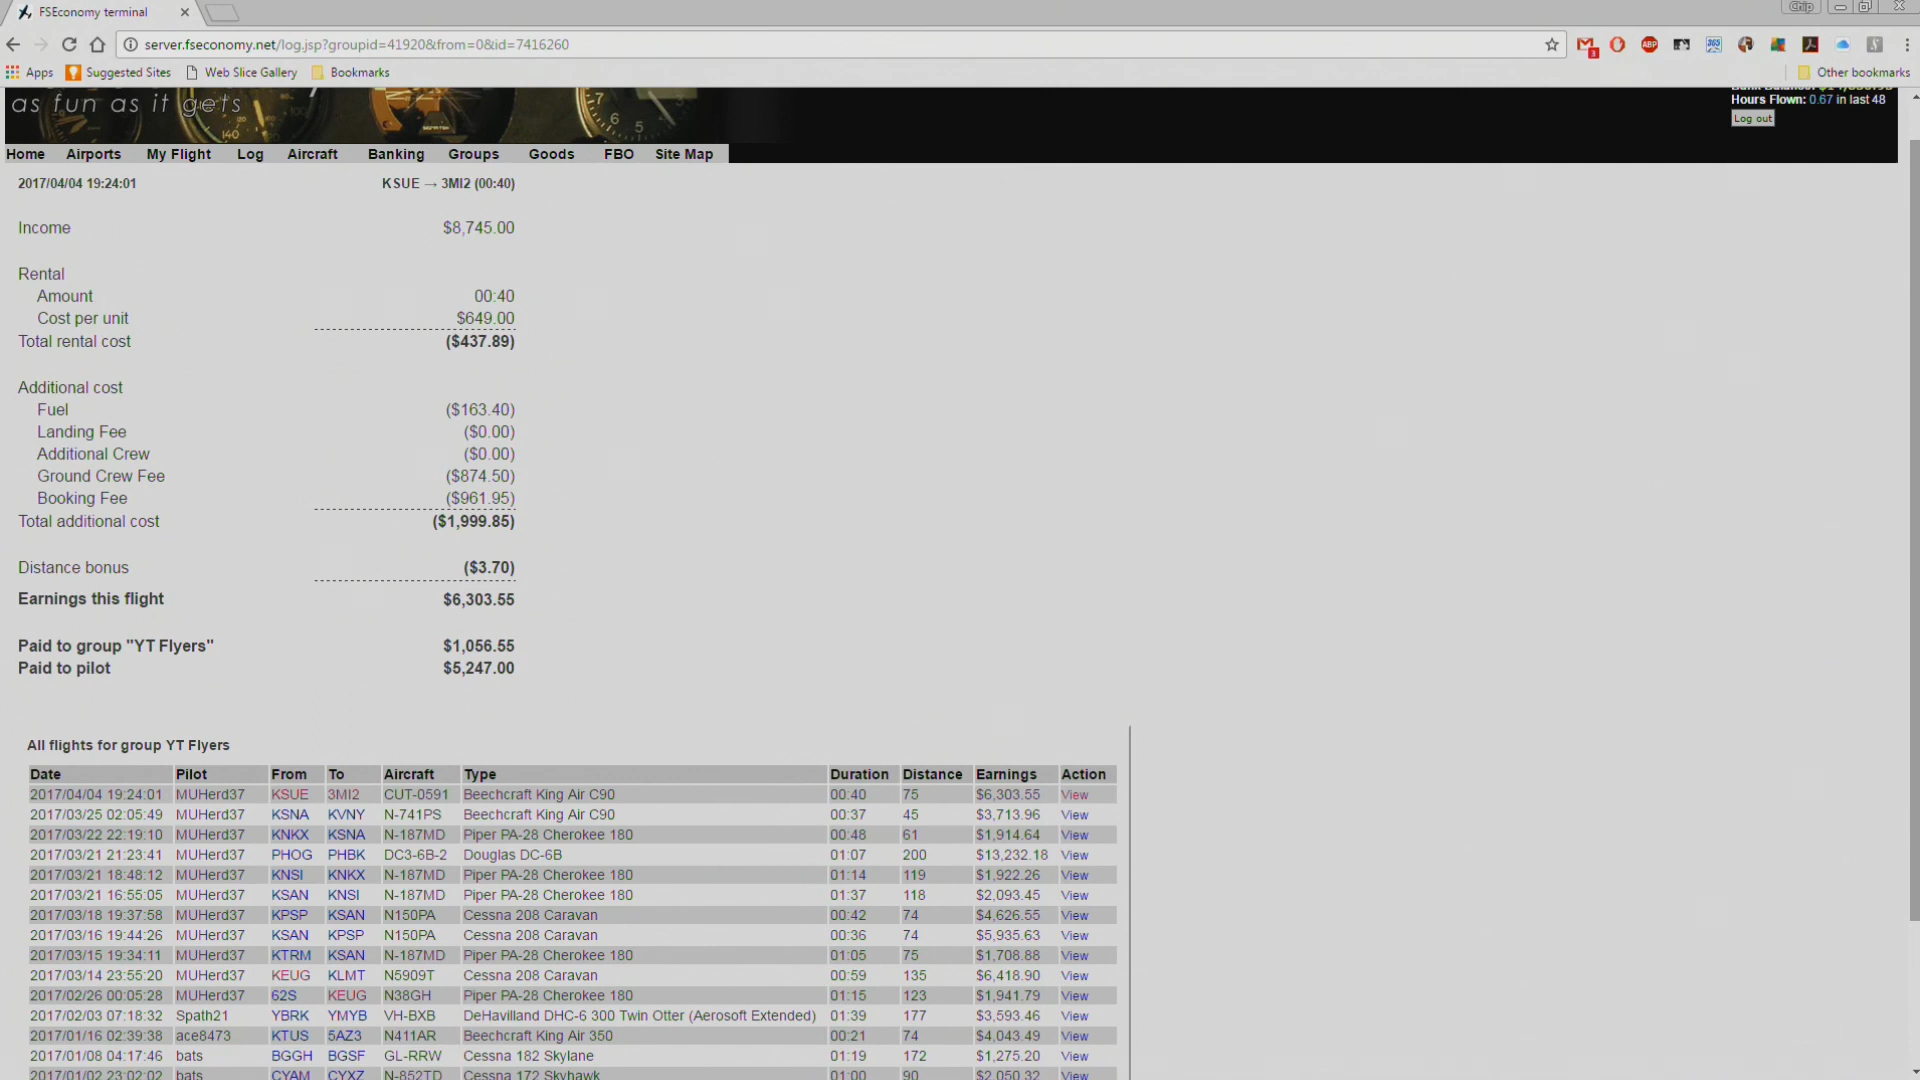 FSEconomy terminal
Chip
server.fseconomy.net/log.jsp?groupid=41920&from=0&id=7416260
Apps Suggested Sites Web Slice Gallery Bookmarks Other bookmarks
as fun as it gets
Hours Flown: 0.67 in last 48
Log out
Home Airports My Flight Log Aircraft Banking Groups Goods FBO Site Map
2017/04/04 19:24:01 KSUE → 3MI2 (00:40)
Income $8,745.00
Rental
Amount 00:40
Cost per unit $649.00
Total rental cost ($437.89)
Additional cost
Fuel ($163.40)
Landing Fee ($0.00)
Additional Crew ($0.00)
Ground Crew Fee ($874.50)
Booking Fee ($961.95)
Total additional cost ($1,999.85)
Distance bonus ($3.70)
Earnings this flight $6,303.55
Paid to group "YT Flyers" $1,056.55
Paid to pilot $5,247.00
All flights for group YT Flyers
Date Pilot From To Aircraft Type Duration Distance Earnings Action
2017/04/04 19:24:01 MUHerd37 KSUE 3MI2 CUT-0591 Beechcraft King Air C90 00:40 75 $6,303.55 View
2017/03/25 02:05:49 MUHerd37 KSNA KVNY N-741PS Beechcraft King Air C90 00:37 45 $3,713.96 View
2017/03/22 22:19:10 MUHerd37 KNKX KSNA N-187MD Piper PA-28 Cherokee 180 00:48 61 $1,914.64 View
2017/03/21 21:23:41 MUHerd37 PHOG PHBK DC3-6B-2 Douglas DC-6B 01:07 200 $13,232.18 View
2017/03/21 18:48:12 MUHerd37 KNSI KNKX N-187MD Piper PA-28 Cherokee 180 01:14 119 $1,922.26 View
2017/03/21 16:55:05 MUHerd37 KSAN KNSI N-187MD Piper PA-28 Cherokee 180 01:37 118 $2,093.45 View
2017/03/18 19:37:58 MUHerd37 KPSP KSAN N150PA Cessna 208 Caravan 00:42 74 $4,626.55 View
2017/03/16 19:44:26 MUHerd37 KSAN KPSP N150PA Cessna 208 Caravan 00:36 74 $5,935.63 View
2017/03/15 19:34:11 MUHerd37 KTRM KSAN N-187MD Piper PA-28 Cherokee 180 01:05 75 $1,708.88 View
2017/03/14 23:55:20 MUHerd37 KEUG KLMT N5909T Cessna 208 Caravan 00:59 135 $6,418.90 View
2017/02/26 00:05:28 MUHerd37 62S KEUG N38GH Piper PA-28 Cherokee 180 01:15 123 $1,941.79 View
2017/02/03 07:18:32 Spath21 YBRK YMYB VH-BXB DeHavilland DHC-6 300 Twin Otter (Aerosoft Extended) 01:39 177 $3,593.46 View
2017/01/16 02:39:38 ace8473 KTUS 5AZ3 N411AR Beechcraft King Air 350 00:21 74 $4,043.49 View
2017/01/08 04:17:46 bats BGGH BGSF GL-RRW Cessna 182 Skylane 01:19 172 $1,275.20 View
2017/01/02 23:02:02 bats CYAM CYXZ N-852TD Cessna 172 Skyhawk 01:00 90 $2,050.32 View